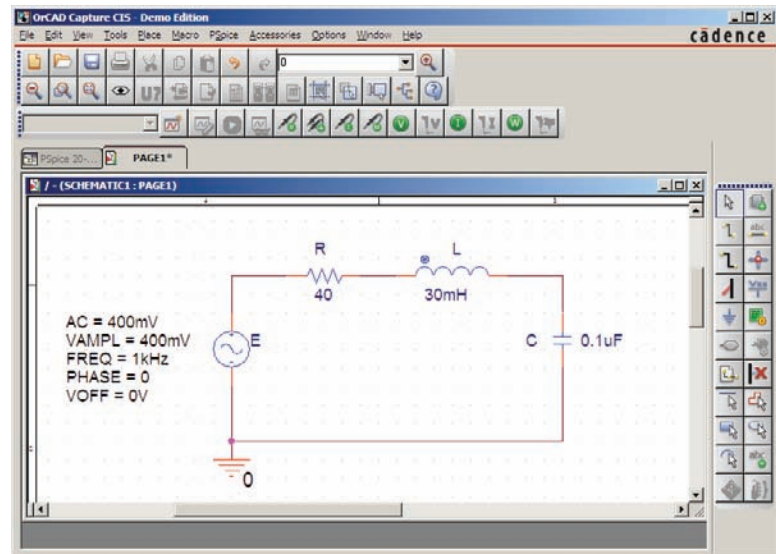 OrCAD Capture CIS - Demo Edition
File Edit View Tools Place Macro PSpice Accessories Options Window Help
cādence
0
U?
V
I
W
PSpice 20-...
PAGE1*
/ - (SCHEMATIC1 : PAGE1)
R
L
40
30mH
AC = 400mV
VAMPL = 400mV
FREQ = 1kHz
PHASE = 0
VOFF = 0V
E
C
0.1uF
0